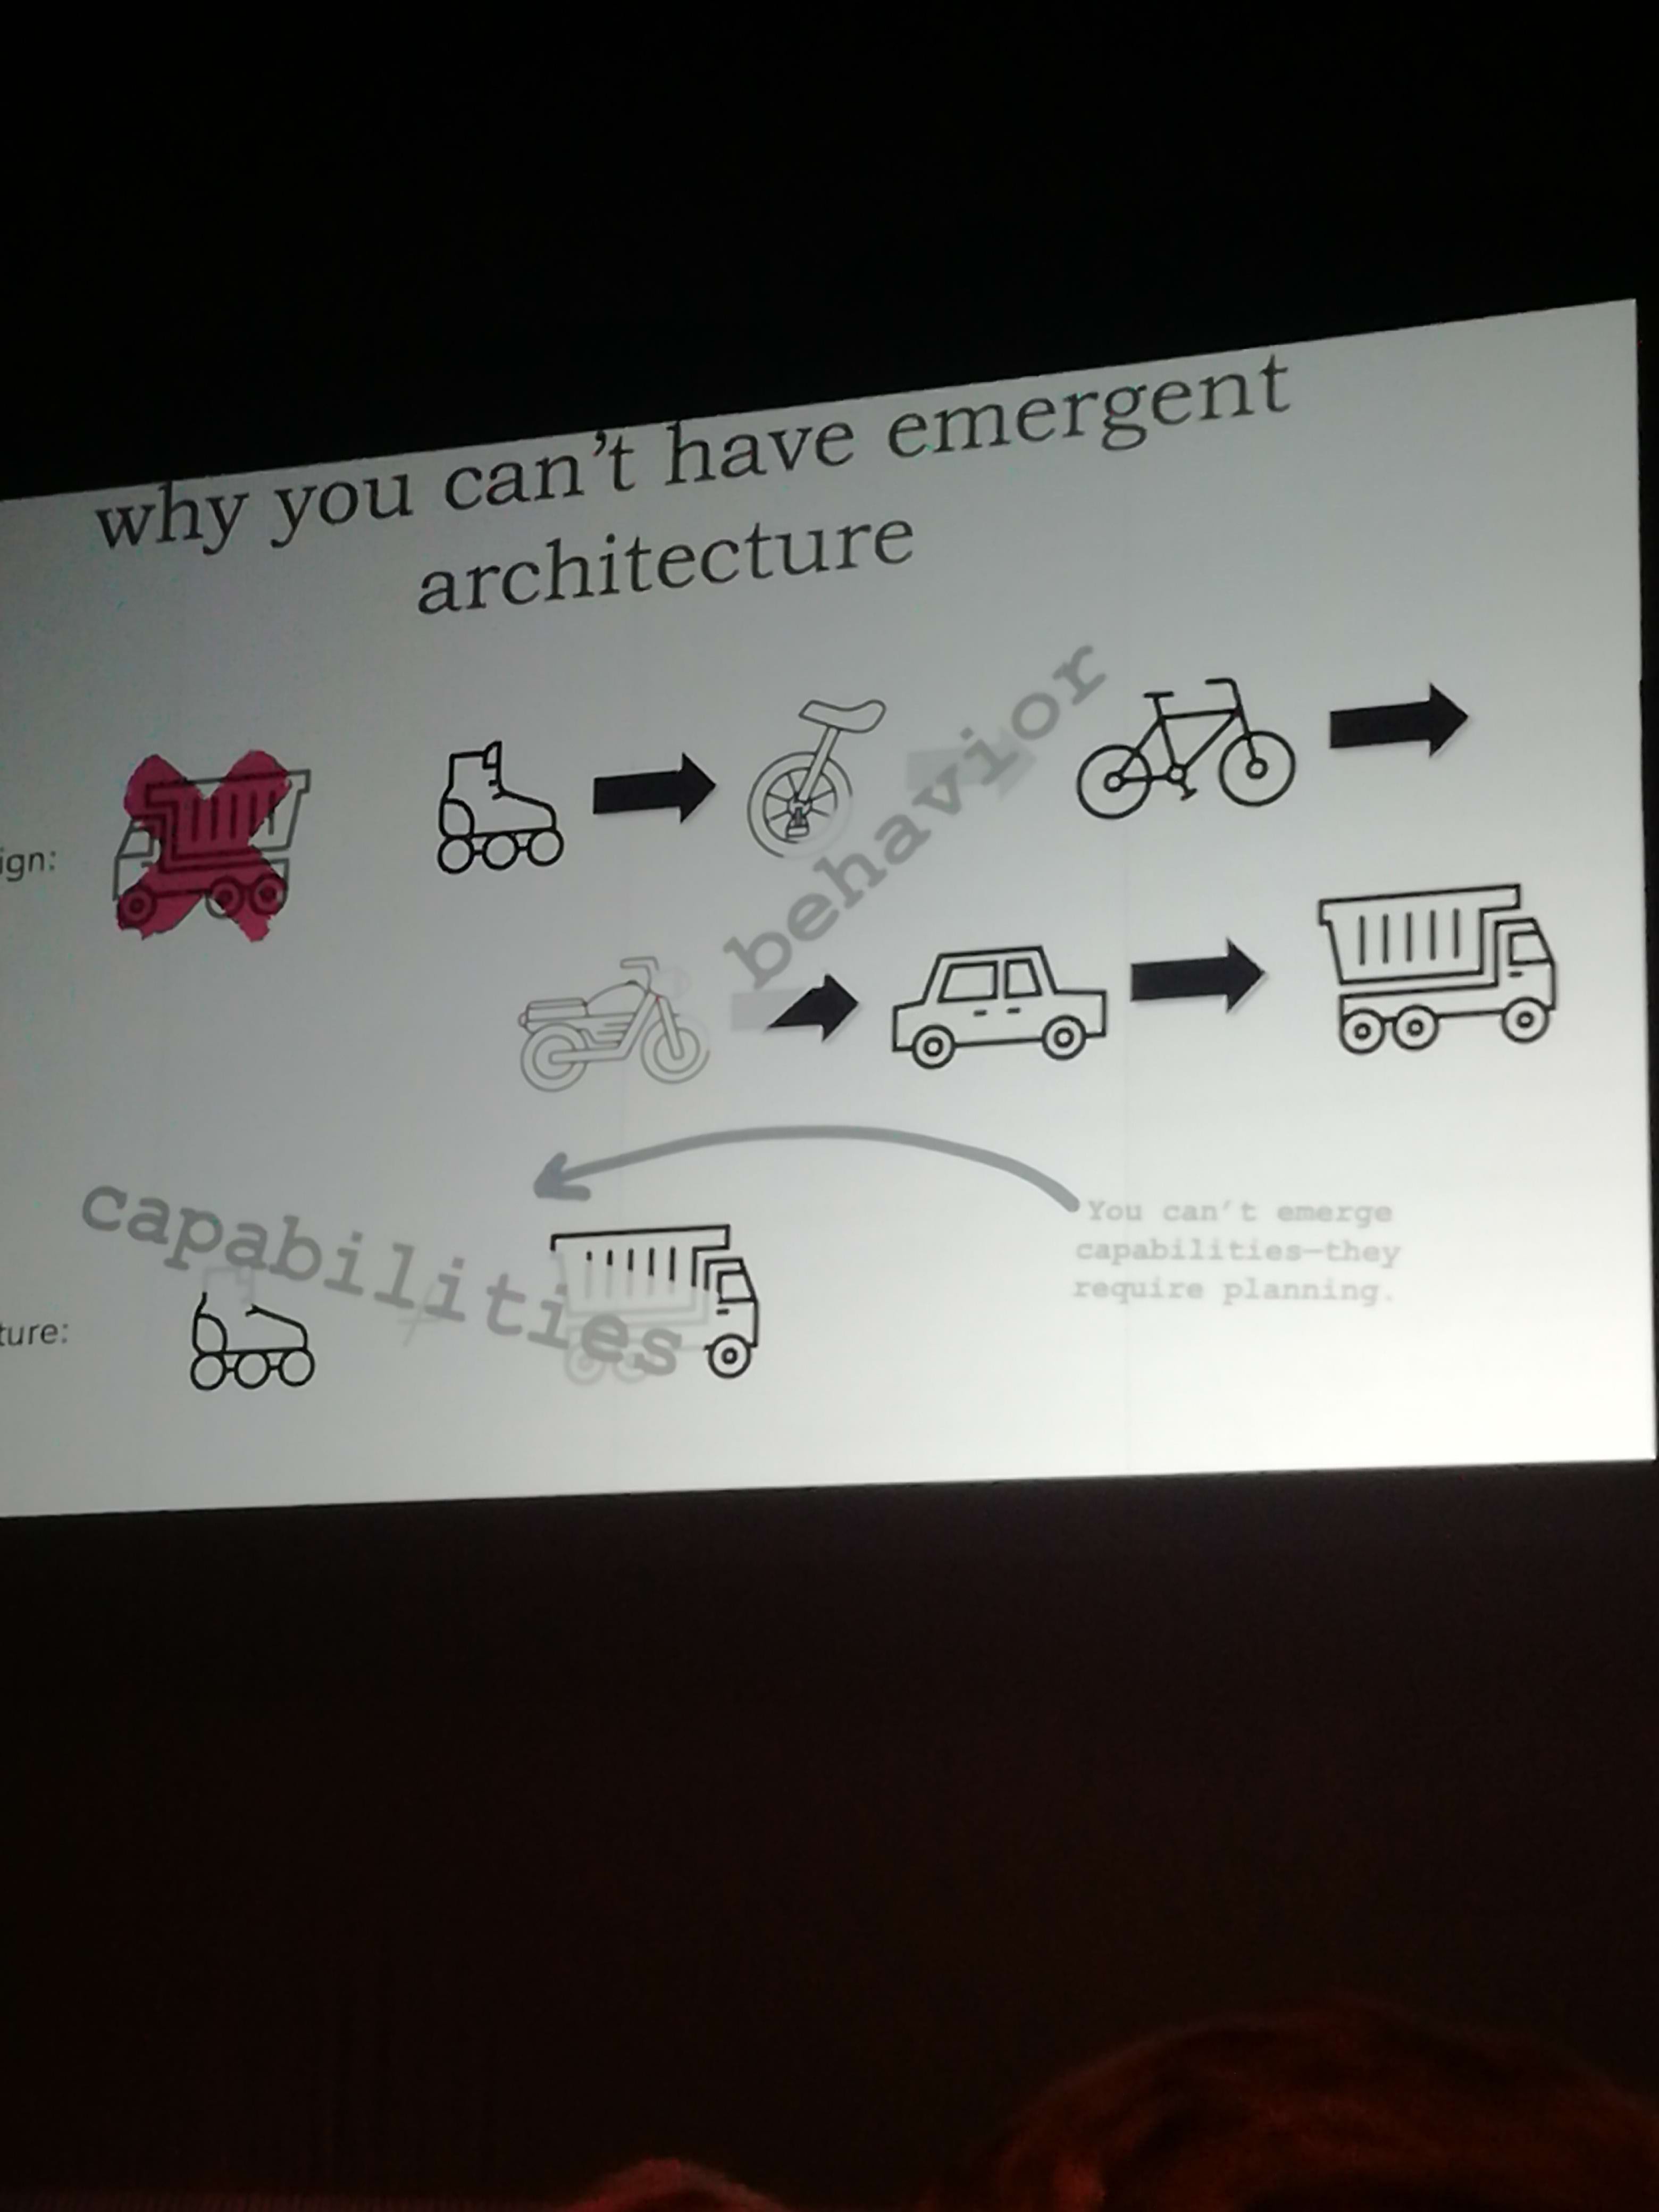 why you can't have emergent
architecture
behavior
ign:
capabilities
You can't emerge
capabilities—they
require planning.
ture: